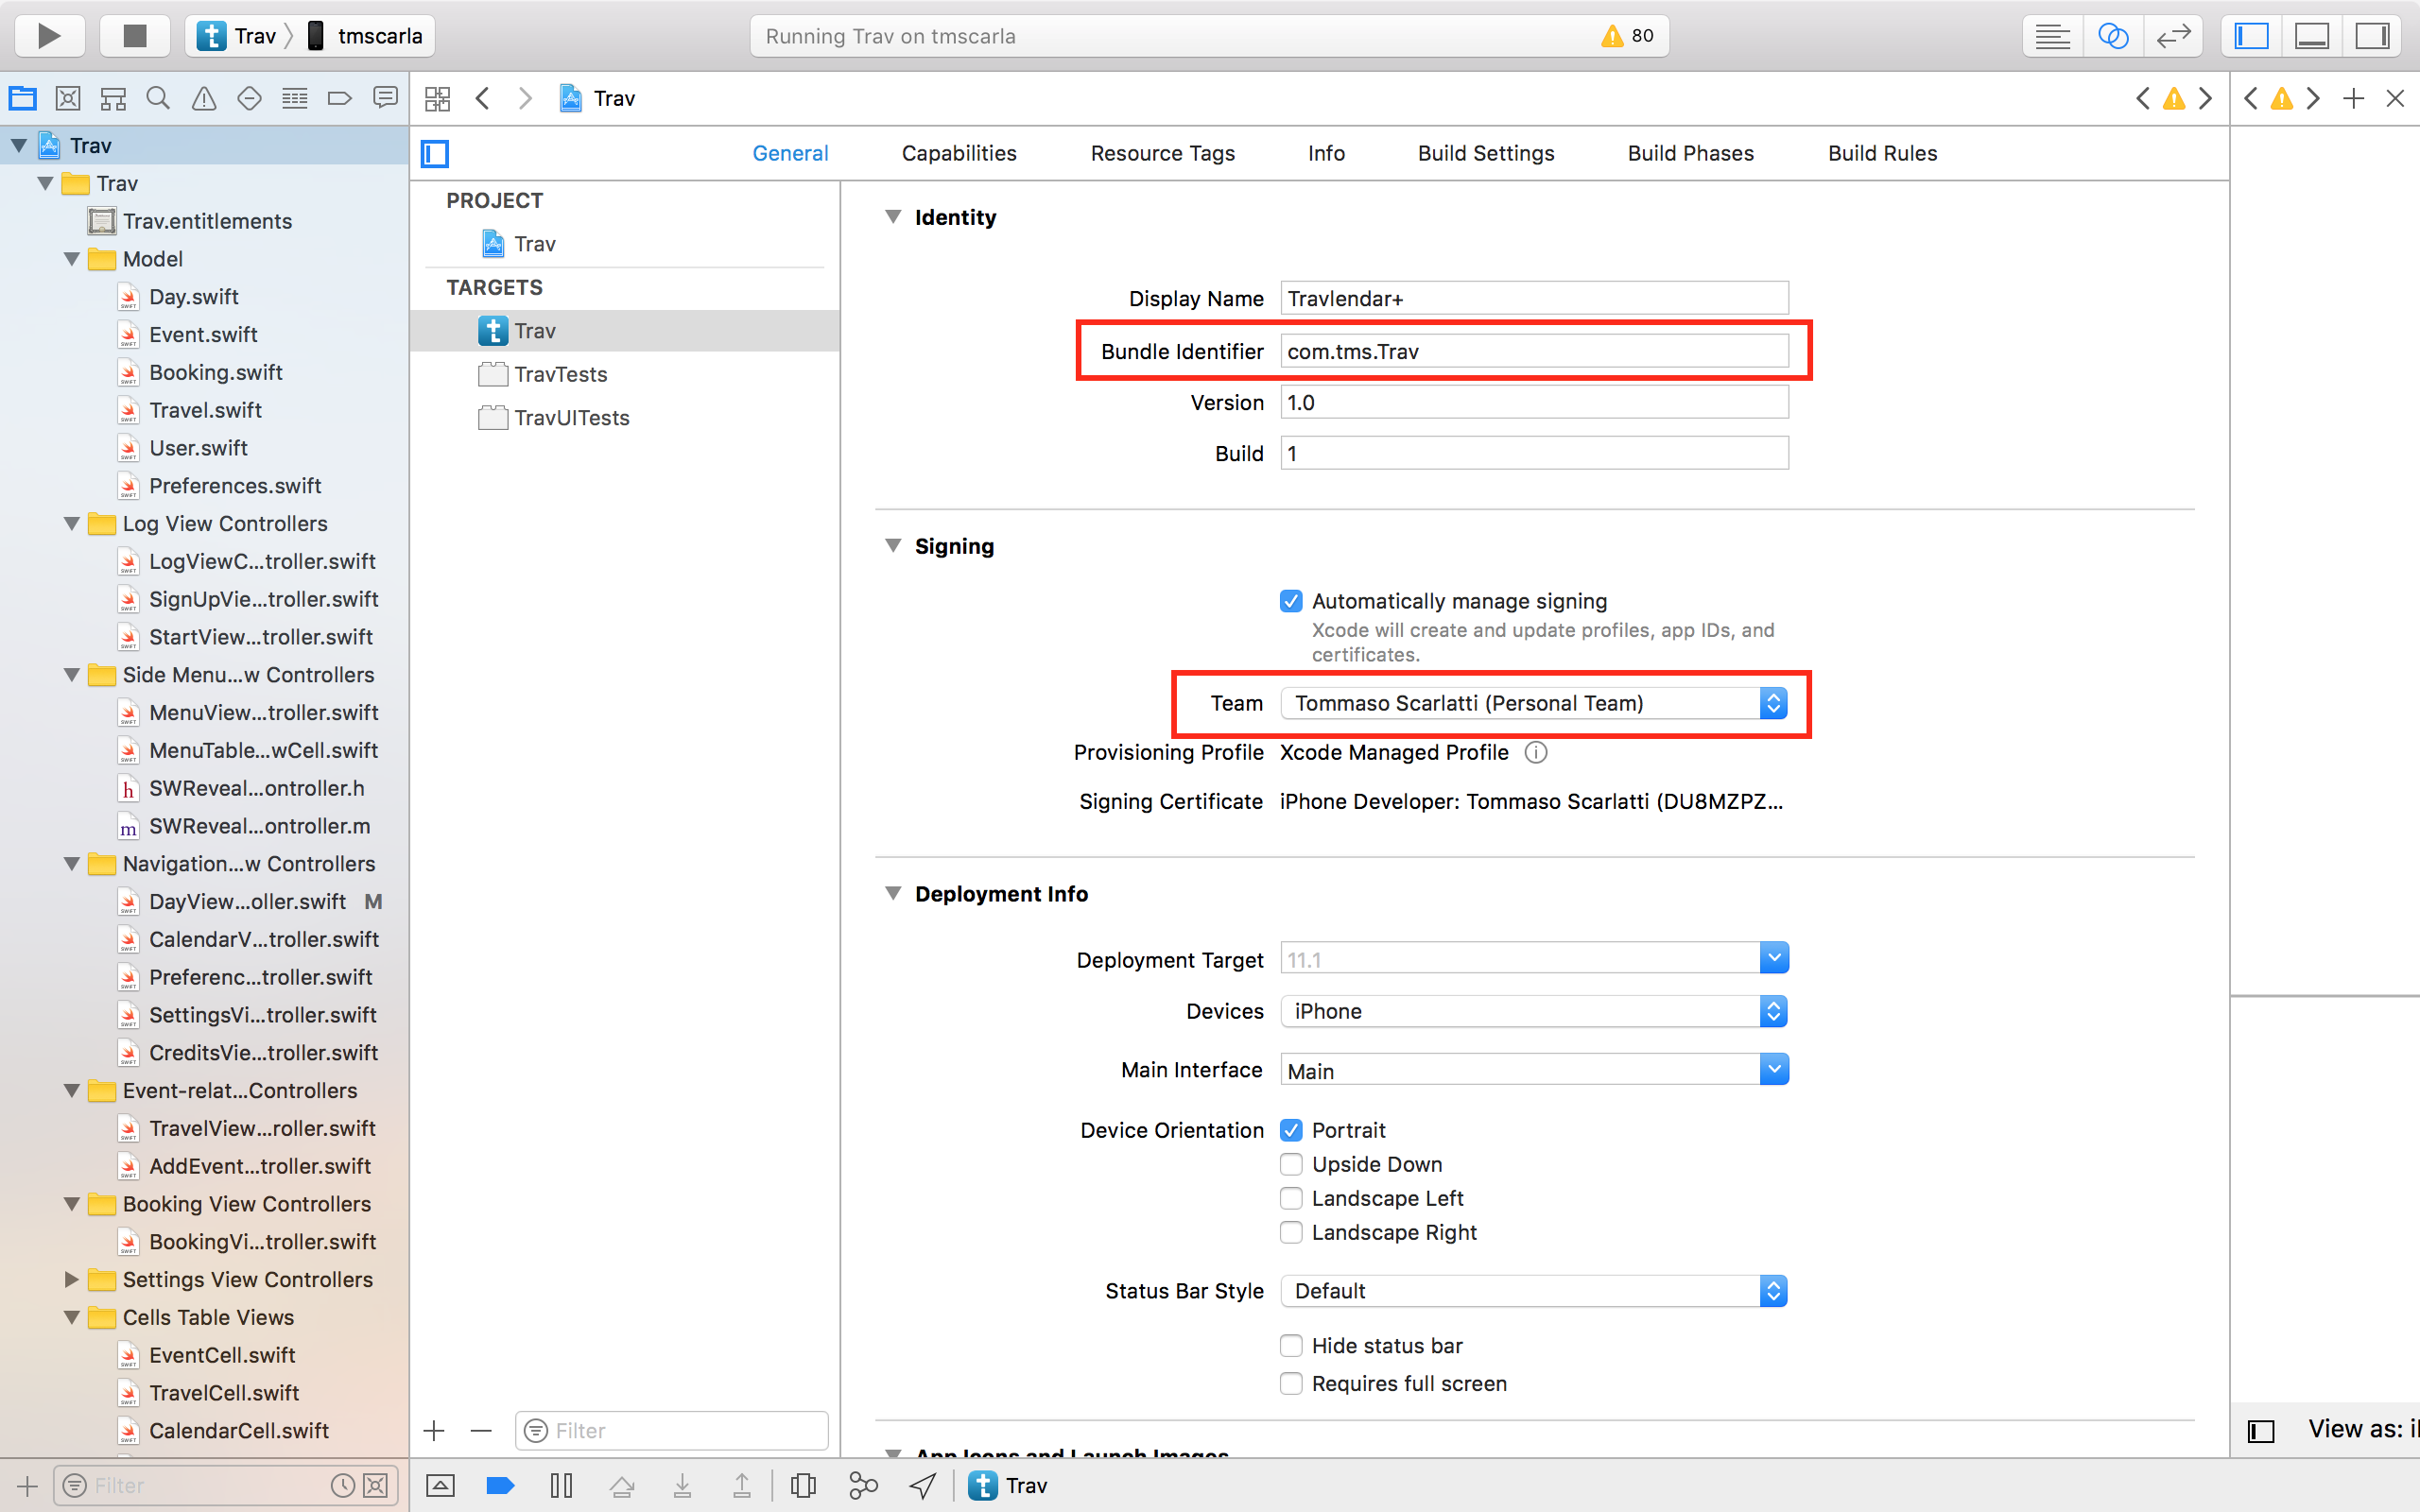 Trav
tmscarla
Running Trav on tmscarla
80
Trav
Trav
Trav
Trav.entitlements
Model
Day.swift
Event.swift
Booking.swift
Travel.swift
User.swift
Preferences.swift
Log View Controllers
LogViewC...troller.swift
SignUpVie...troller.swift
StartView...troller.swift
Side Menu...w Controllers
MenuView...troller.swift
MenuTable...wCell.swift
SWReveal...ontroller.h
SWReveal...ontroller.m
Navigation...w Controllers
DayView...oller.swift M
CalendarV...troller.swift
Preferenc...troller.swift
SettingsVi...troller.swift
CreditsVie...troller.swift
Event-relat...Controllers
TravelView...roller.swift
AddEvent...troller.swift
Booking View Controllers
BookingVi...troller.swift
Settings View Controllers
Cells Table Views
EventCell.swift
TravelCell.swift
CalendarCell.swift
Filter
General Capabilities Resource Tags Info Build Settings Build Phases Build Rules
PROJECT
Trav
TARGETS
Trav
TravTests
TravUITests
Filter
Identity
Display Name Travlendar+
Bundle Identifier com.tms.Trav
Version 1.0
Build 1
Signing
Automatically manage signing
Xcode will create and update profiles, app IDs, and
certificates.
Team Tommaso Scarlatti (Personal Team)
Provisioning Profile Xcode Managed Profile
Signing Certificate iPhone Developer: Tommaso Scarlatti (DU8MZPZ...
Deployment Info
Deployment Target 11.1
Devices iPhone
Main Interface Main
Device Orientation Portrait
Upside Down
Landscape Left
Landscape Right
Status Bar Style Default
Hide status bar
Requires full screen
App Icons and Launch Images
View as:
Trav